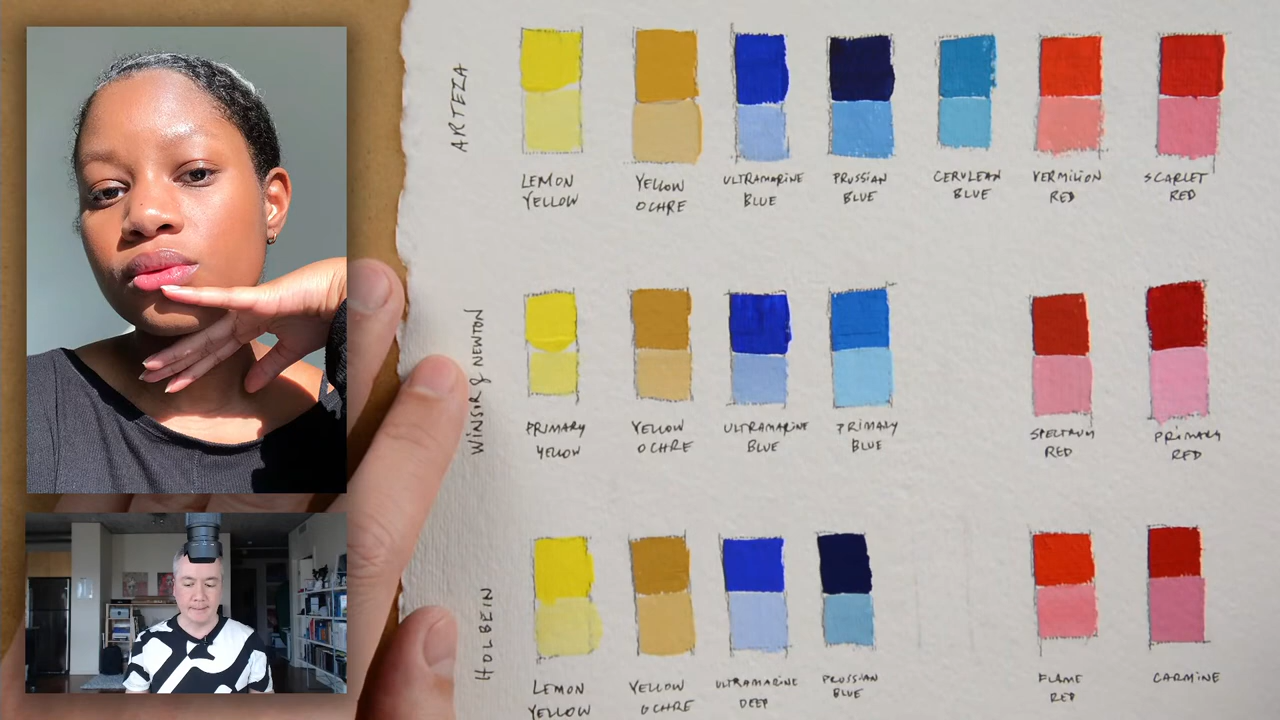 ARTEZA
LEMON
YELLOW
YELLOW
OCHRE
ULTRAMARINE
BLUE
PRUSSIAN
BLUE
CERULEAN
BLUE
VERMILION
RED
SCARLET
RED
WINSOR & NEWTON
PRIMARY
YELLOW
YELLOW
OCHRE
ULTRAMARINE
BLUE
PRIMARY
BLUE
SPECTRUM
RED
PRIMARY
RED
HOLBEIN
LEMON
YELLOW
YELLOW
OCHRE
ULTRAMARINE
DEEP
PRUSSIAN
BLUE
FLAME
RED
CARMINE